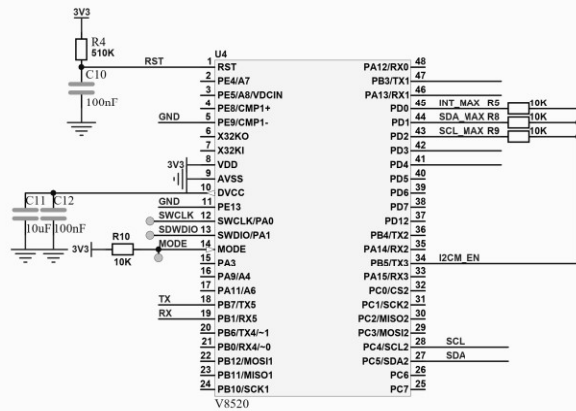 3V3
R4
510K
RST
C10
100nF
GND
3V3
C11
10uF
C12
100nF
GND
SWCLK
SDWDIO
MODE
3V3
R10
10K
TX
RX
U4
1 RST
2 PE4/A7
3 PE5/A8/VDCIN
4 PE8/CMP1+
5 PE9/CMP1-
6 X32KO
7 X32KI
8 VDD
9 AVSS
10 DVCC
11 PE13
12 SWCLK/PA0
13 SWDIO/PA1
14 MODE
15 PA3
16 PA9/A4
17 PA11/A6
18 PB7/TX5
19 PB1/RX5
20 PB6/TX4/~1
21 PB0/RX4/~0
22 PB12/MOSI1
23 PB11/MISO1
24 PB10/SCK1
V8520
PA12/RX0 48
PB3/TX1 47
PA13/RX1 46
PD0 45 INT_MAX R5 10K
PD1 44 SDA_MAX R8 10K
PD2 43 SCL_MAX R9 10K
PD3 42
PD4 41
PD5 40
PD6 39
PD7 38
PD12 37
PB4/TX2 36
PA14/RX2 35
PB5/TX3 34 I2CM_EN
PA15/RX3 33
PC0/CS2 32
PC1/SCK2 31
PC2/MISO2 30
PC3/MOSI2 29
PC4/SCL2 28 SCL
PC5/SDA2 27 SDA
PC6 26
PC7 25